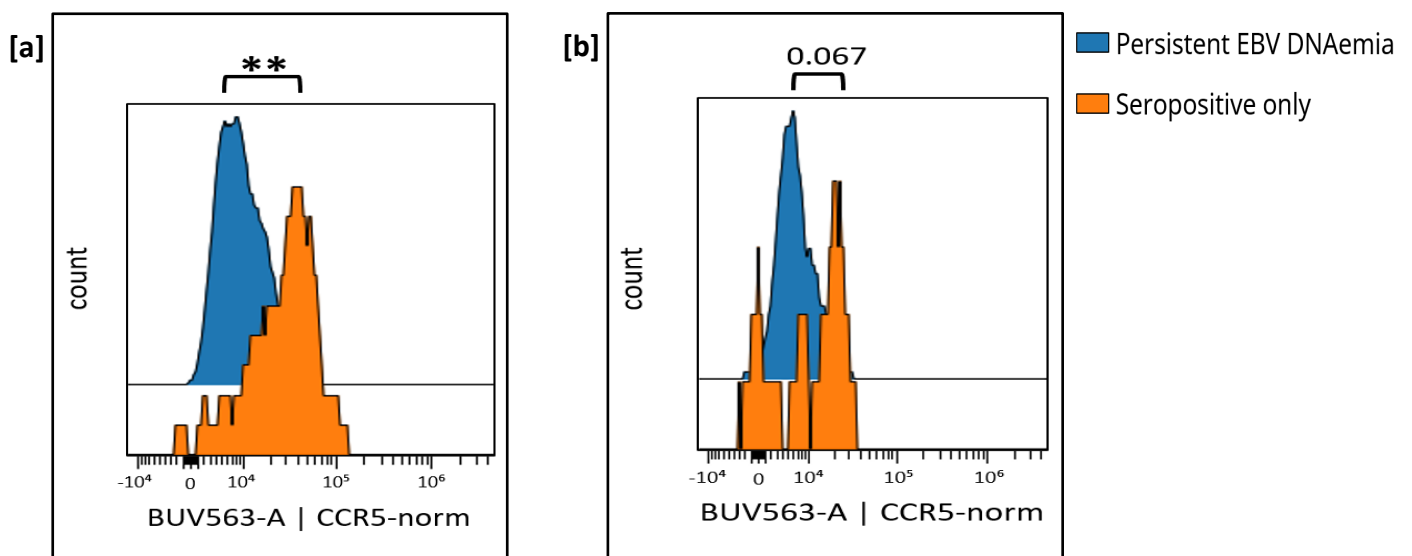 [a]
**
count
-10⁴ 0 10⁴ 10⁵ 10⁶
BUV563-A | CCR5-norm
[b]
0.067
count
-10⁴ 0 10⁴ 10⁵ 10⁶
BUV563-A | CCR5-norm
Persistent EBV DNAemia
Seropositive only